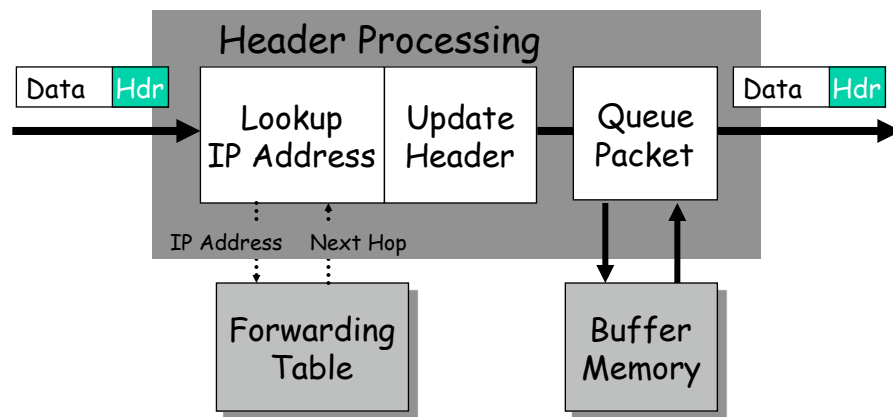 Header Processing
Data Hdr
Lookup
IP Address
Update
Header
Queue
Packet
Data Hdr
IP Address
Next Hop
Forwarding
Table
Buffer
Memory